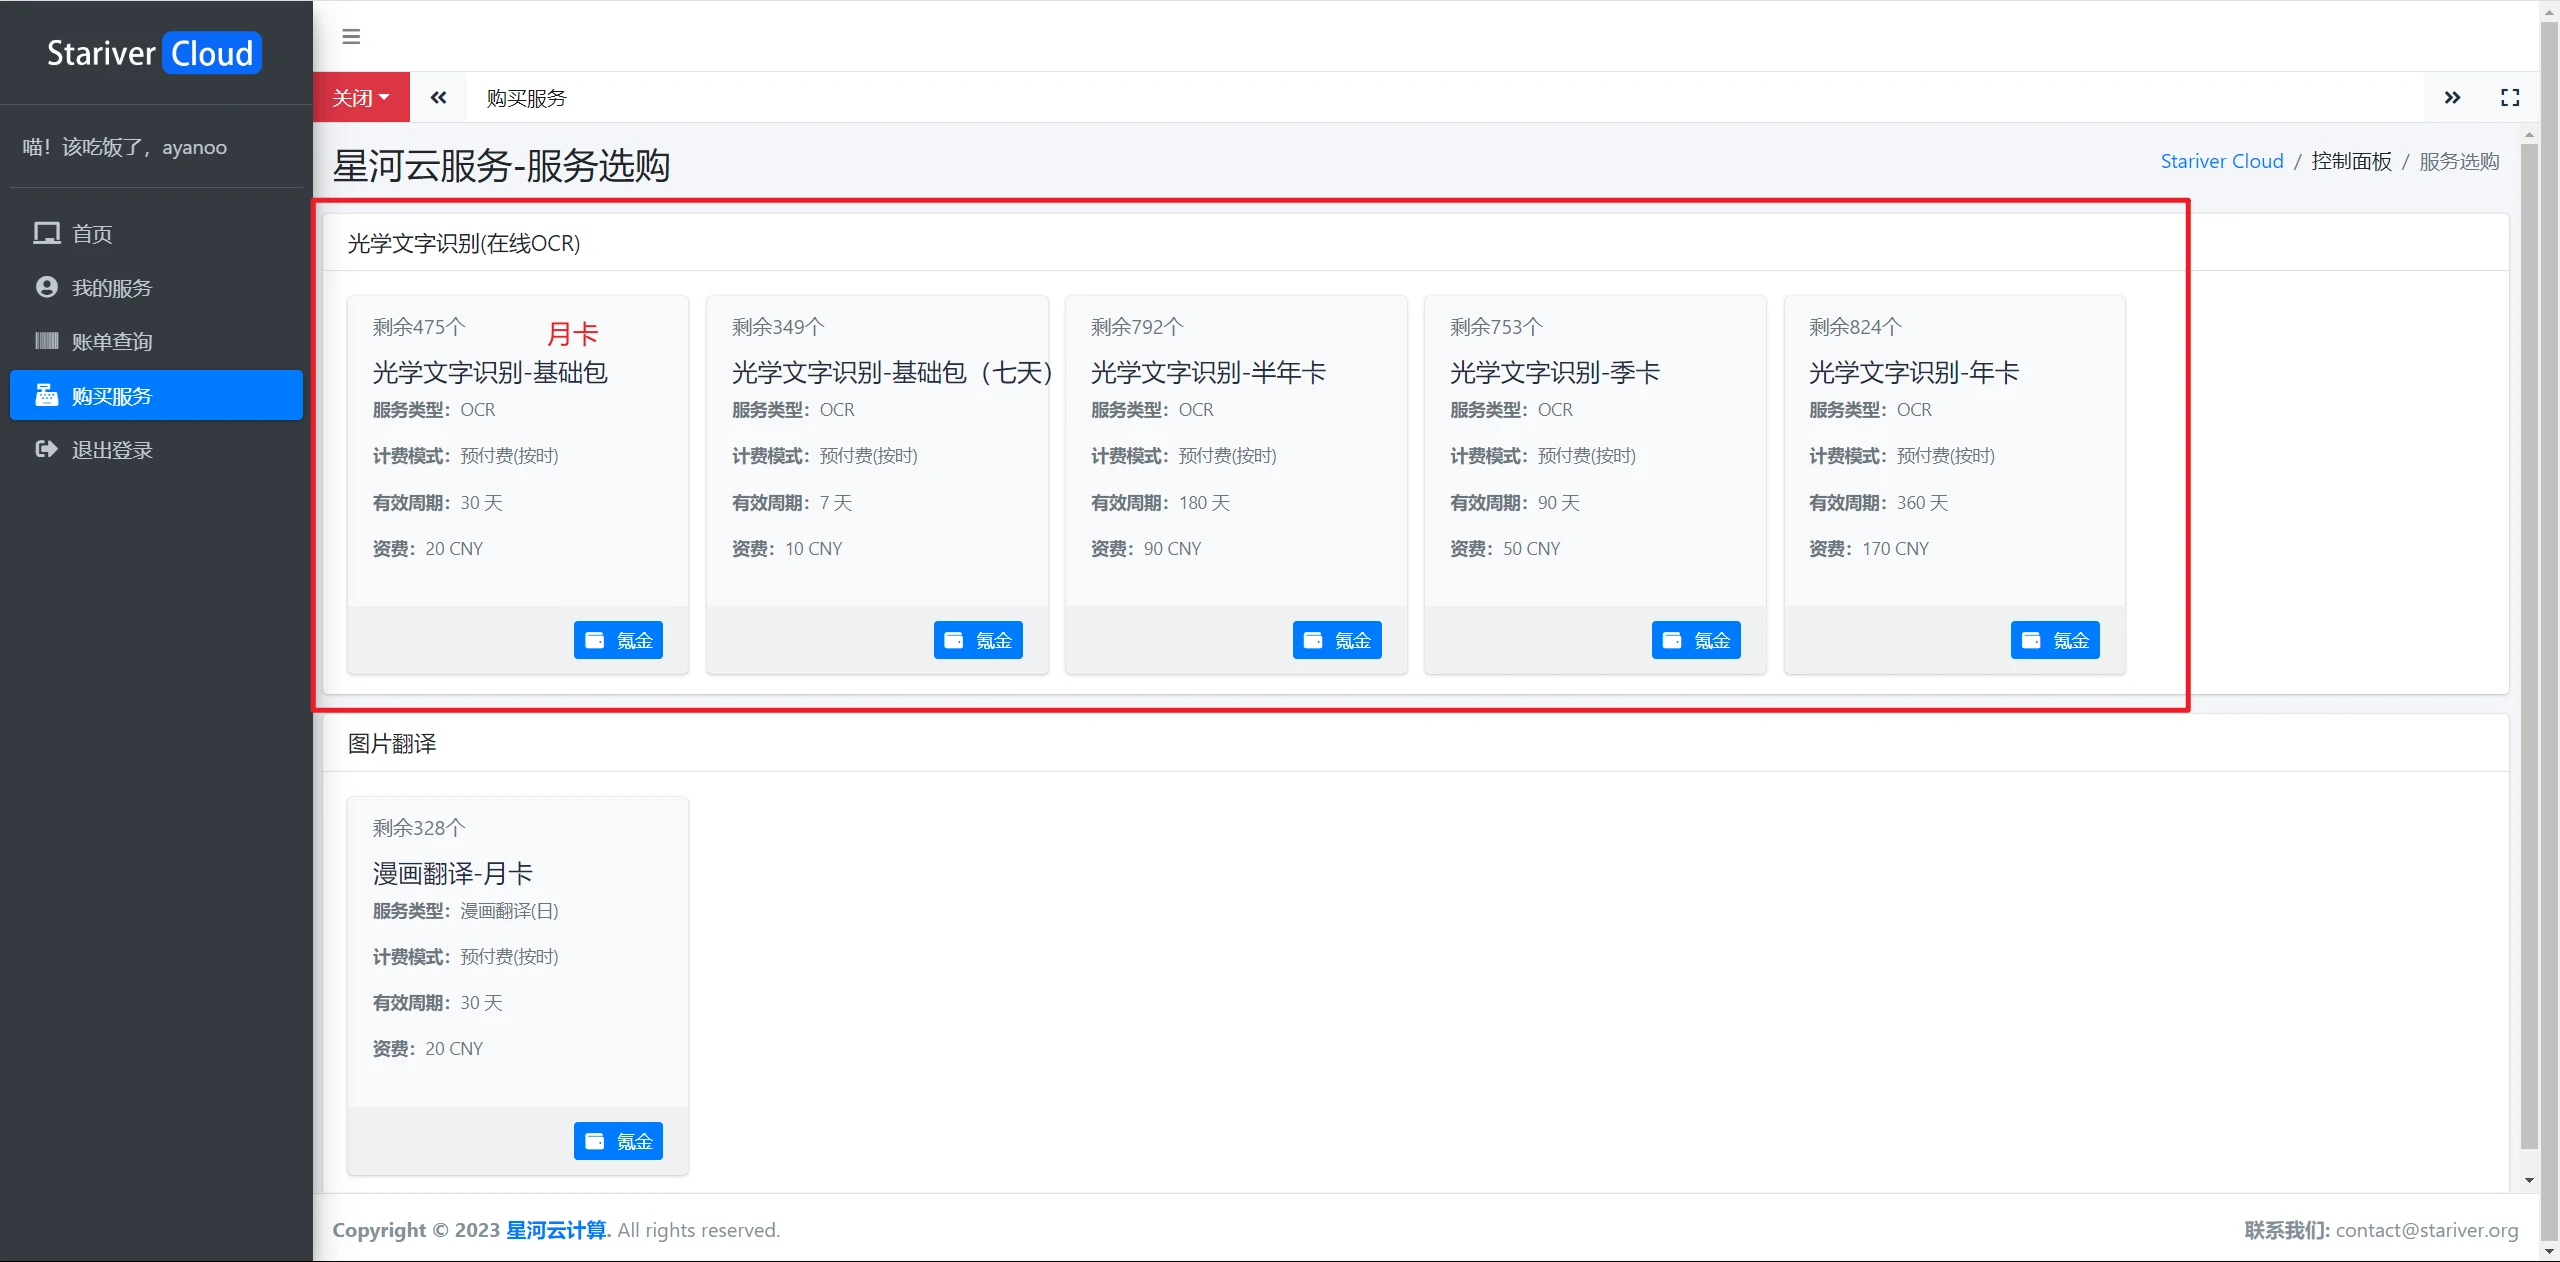 Stariver Cloud
喵！该吃饭了，ayanoo
首页
我的服务
账单查询
购买服务
退出登录
关闭
购买服务
星河云服务-服务选购
Stariver Cloud / 控制面板 / 服务选购
光学文字识别(在线OCR)
剩余475个
月卡
光学文字识别-基础包
服务类型：OCR
计费模式：预付费(按时)
有效周期：30 天
资费：20 CNY
氪金
剩余349个
光学文字识别-基础包（七天）
服务类型：OCR
计费模式：预付费(按时)
有效周期：7 天
资费：10 CNY
氪金
剩余792个
光学文字识别-半年卡
服务类型：OCR
计费模式：预付费(按时)
有效周期：180 天
资费：90 CNY
氪金
剩余753个
光学文字识别-季卡
服务类型：OCR
计费模式：预付费(按时)
有效周期：90 天
资费：50 CNY
氪金
剩余824个
光学文字识别-年卡
服务类型：OCR
计费模式：预付费(按时)
有效周期：360 天
资费：170 CNY
氪金
图片翻译
剩余328个
漫画翻译-月卡
服务类型：漫画翻译(日)
计费模式：预付费(按时)
有效周期：30 天
资费：20 CNY
氪金
Copyright © 2023 星河云计算. All rights reserved.
联系我们: contact@stariver.org